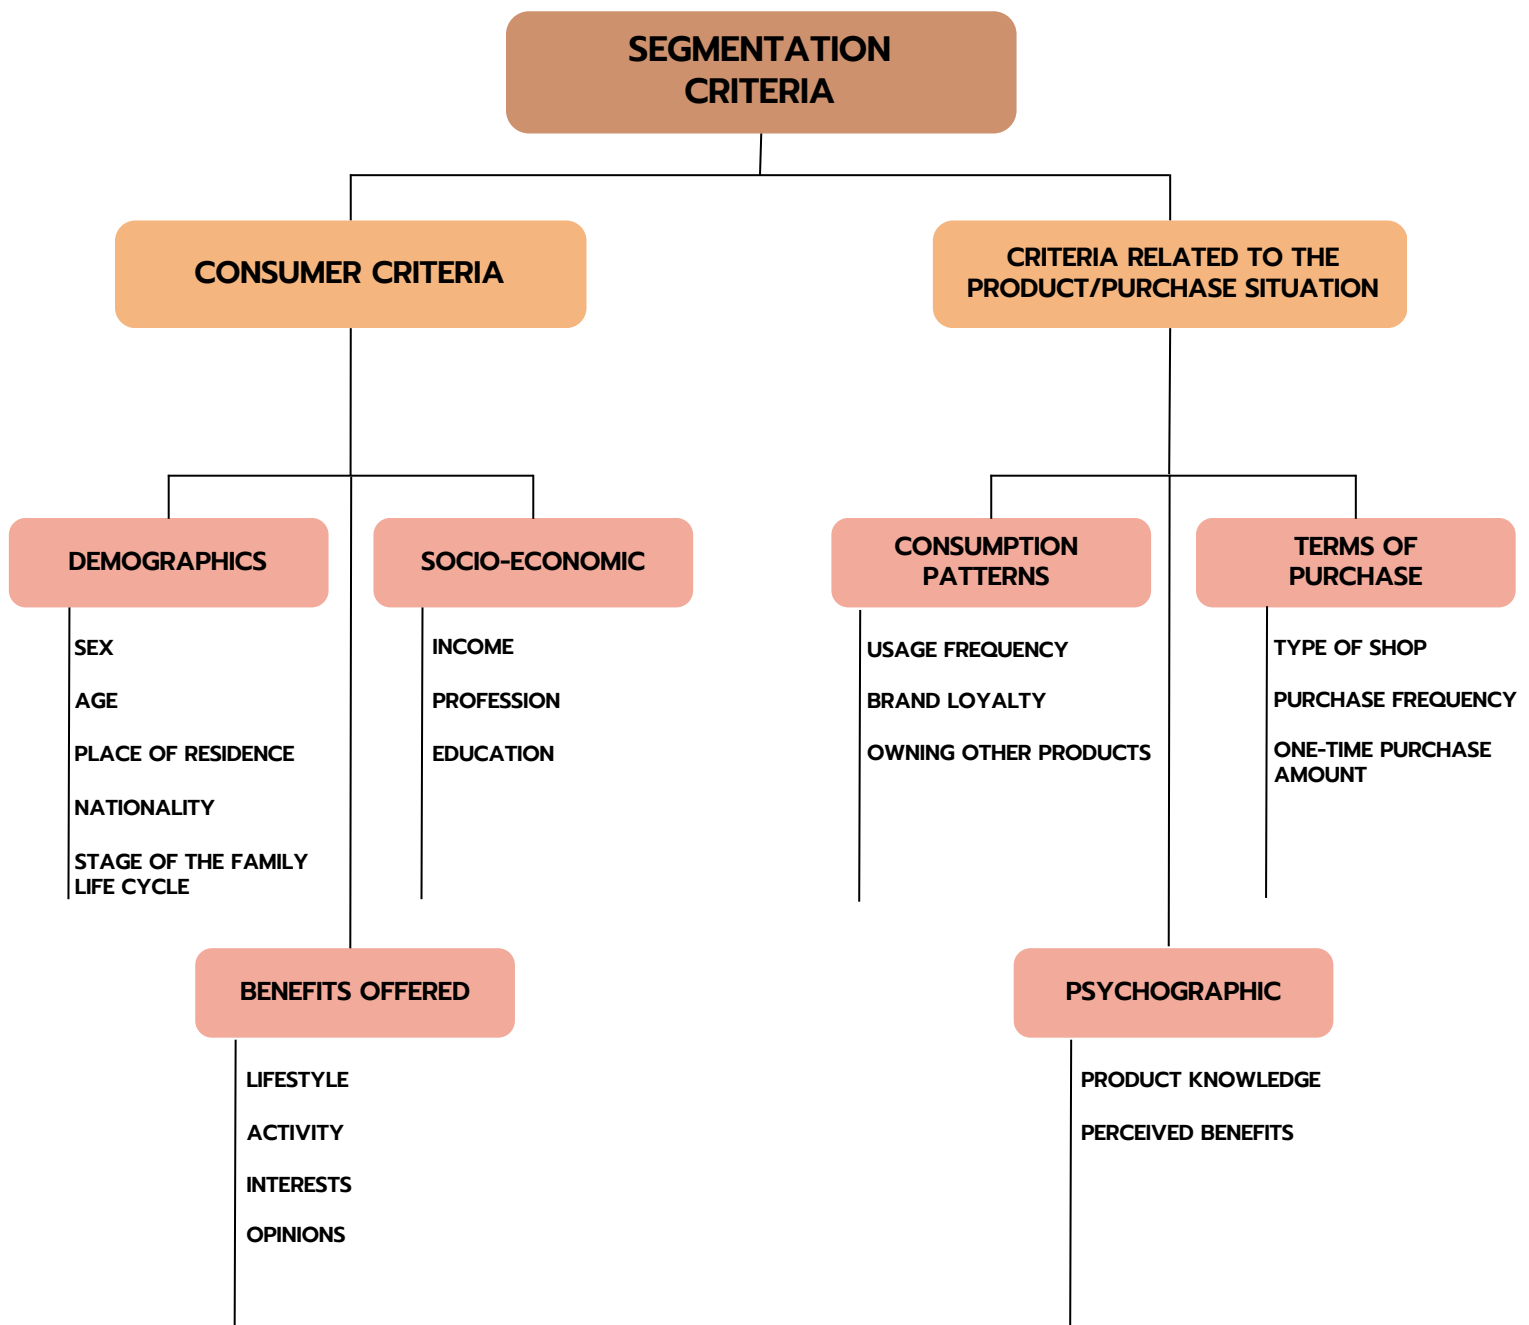 SEGMENTATION
CRITERIA
CONSUMER CRITERIA
CRITERIA RELATED TO THE
PRODUCT/PURCHASE SITUATION
DEMOGRAPHICS
SEX
AGE
PLACE OF RESIDENCE
NATIONALITY
STAGE OF THE FAMILY
LIFE CYCLE
SOCIO-ECONOMIC
INCOME
PROFESSION
EDUCATION
BENEFITS OFFERED
LIFESTYLE
ACTIVITY
INTERESTS
OPINIONS
CONSUMPTION
PATTERNS
USAGE FREQUENCY
BRAND LOYALTY
OWNING OTHER PRODUCTS
TERMS OF
PURCHASE
TYPE OF SHOP
PURCHASE FREQUENCY
ONE-TIME PURCHASE
AMOUNT
PSYCHOGRAPHIC
PRODUCT KNOWLEDGE
PERCEIVED BENEFITS